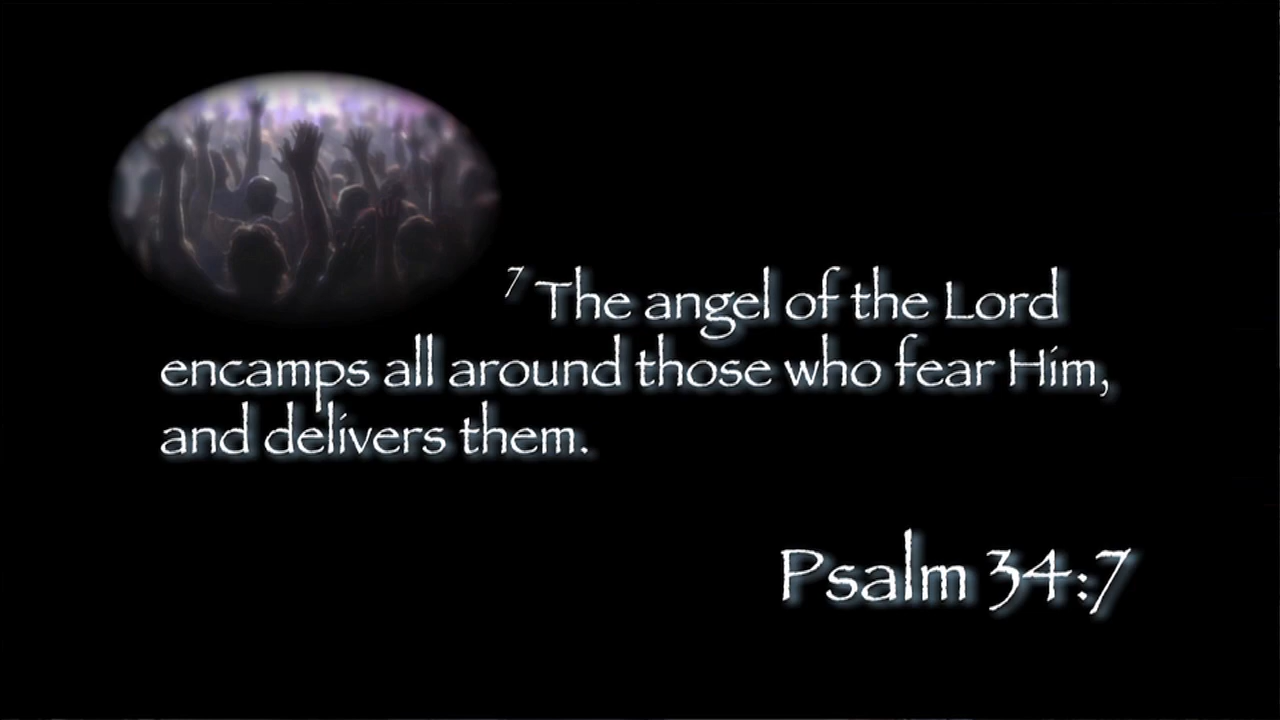 7 The angel of the Lord
encamps all around those who fear Him,
and delivers them.
Psalm 34:7